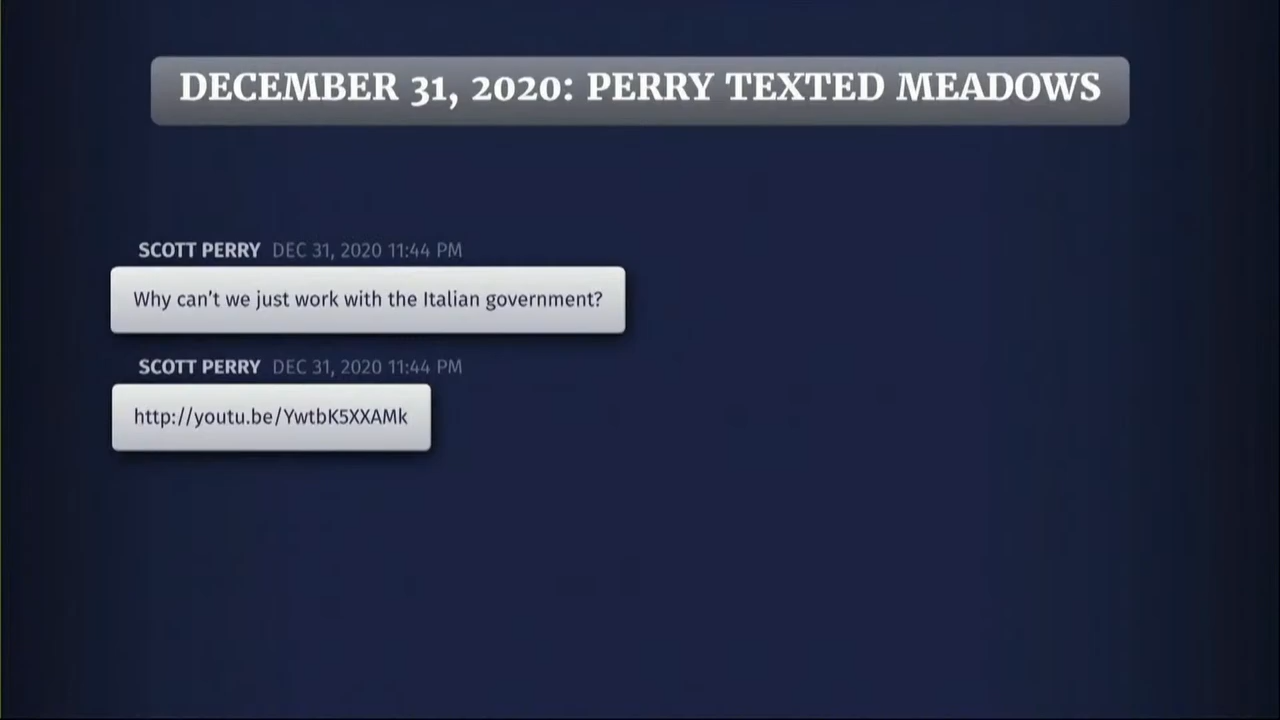 DECEMBER 31, 2020: PERRY TEXTED MEADOWS
SCOTT PERRY DEC 31, 2020 11:44 PM
Why can't we just work with the Italian government?
SCOTT PERRY DEC 31, 2020 11:44 PM
http://youtu.be/YwtbK5XXAMk